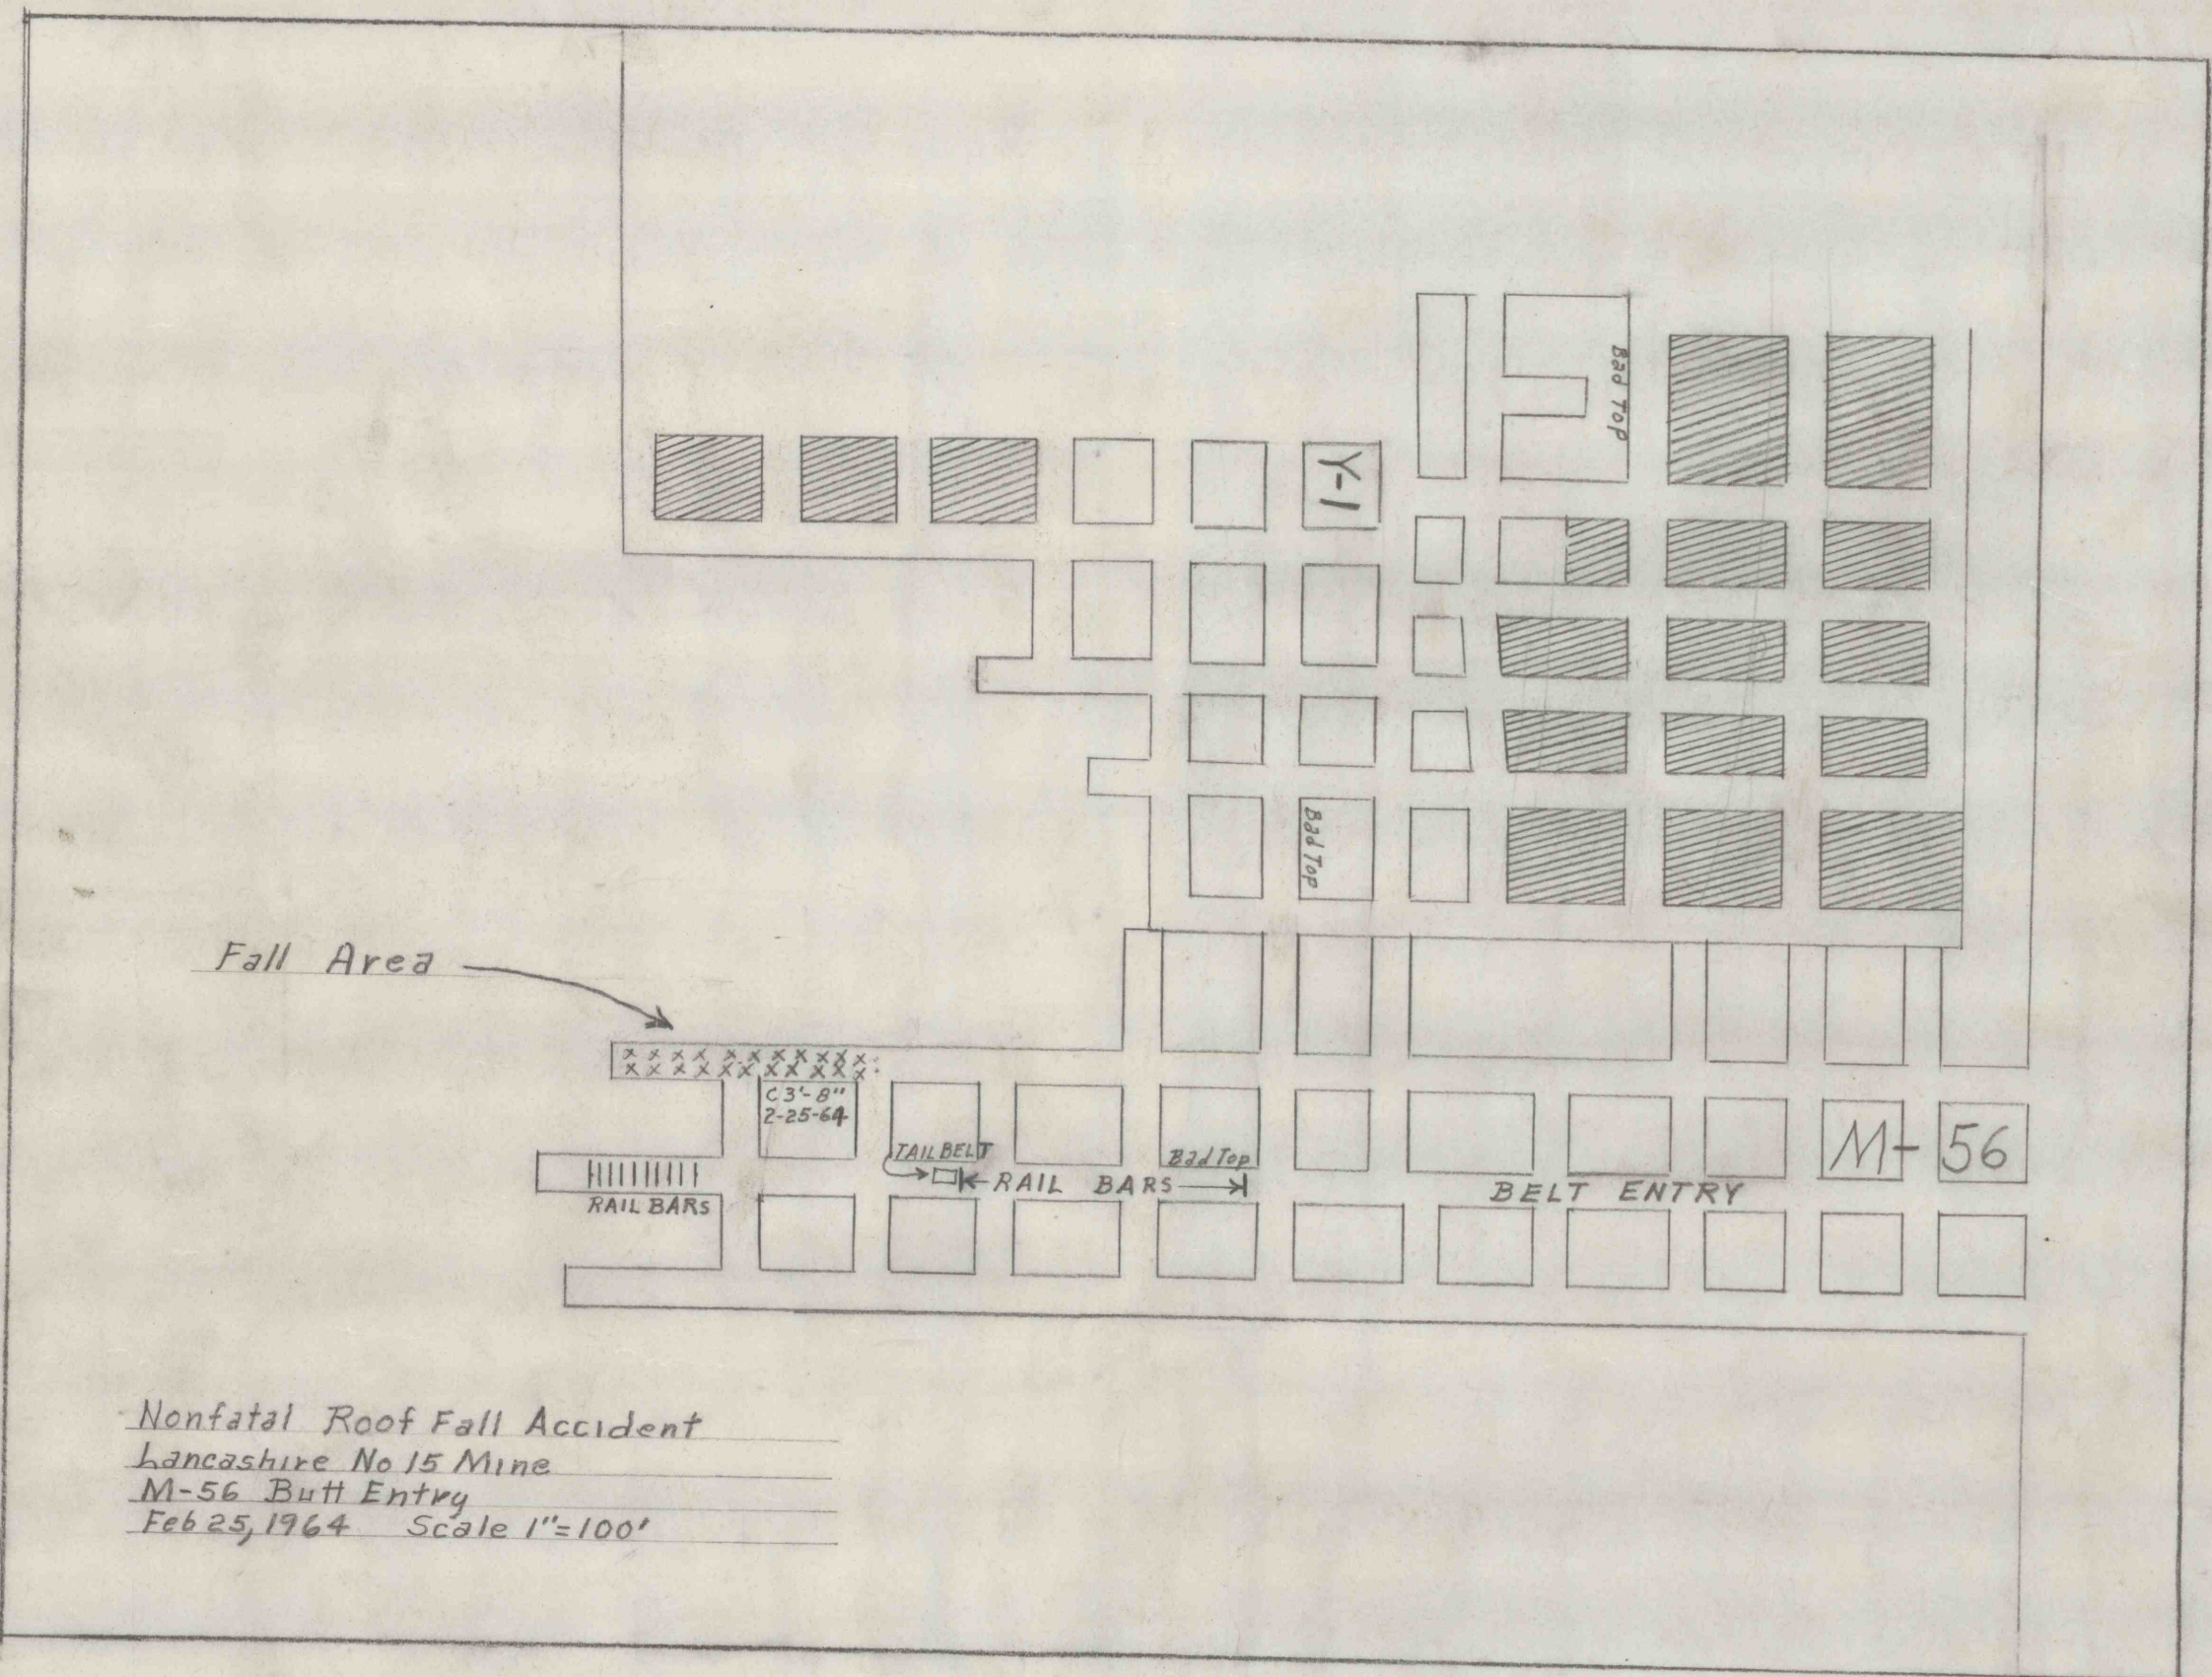 Bad Top
Y-1
Bad Top
Fall Area
C 3'-8"
2-25-64
TAIL BELT
Bad Top
RAIL BARS
M-56
BELT ENTRY
RAIL BARS
Nonfatal Roof Fall Accident
Lancashire No 15 Mine
M-56 Butt Entry
Feb 25, 1964 Scale 1"=100'